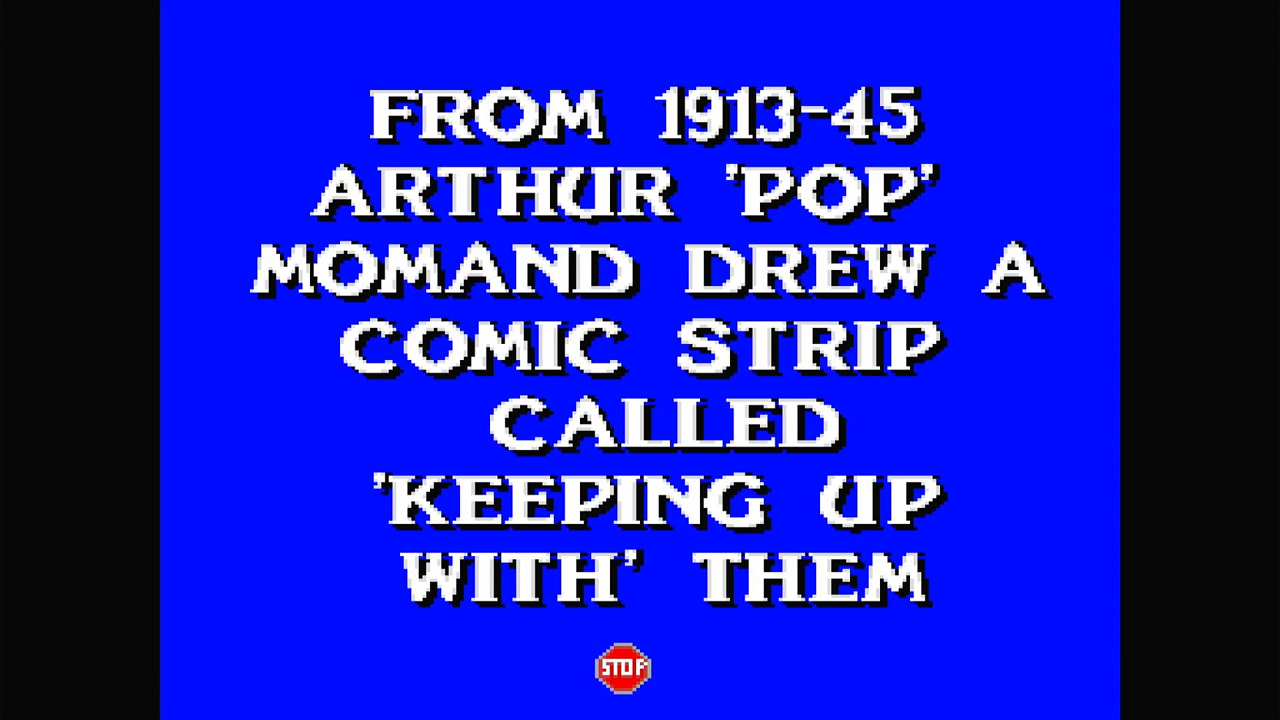 FROM 1913-45
ARTHUR 'POP'
MOMAND DREW A
COMIC STRIP
CALLED
'KEEPING UP
WITH' THEM
STOP